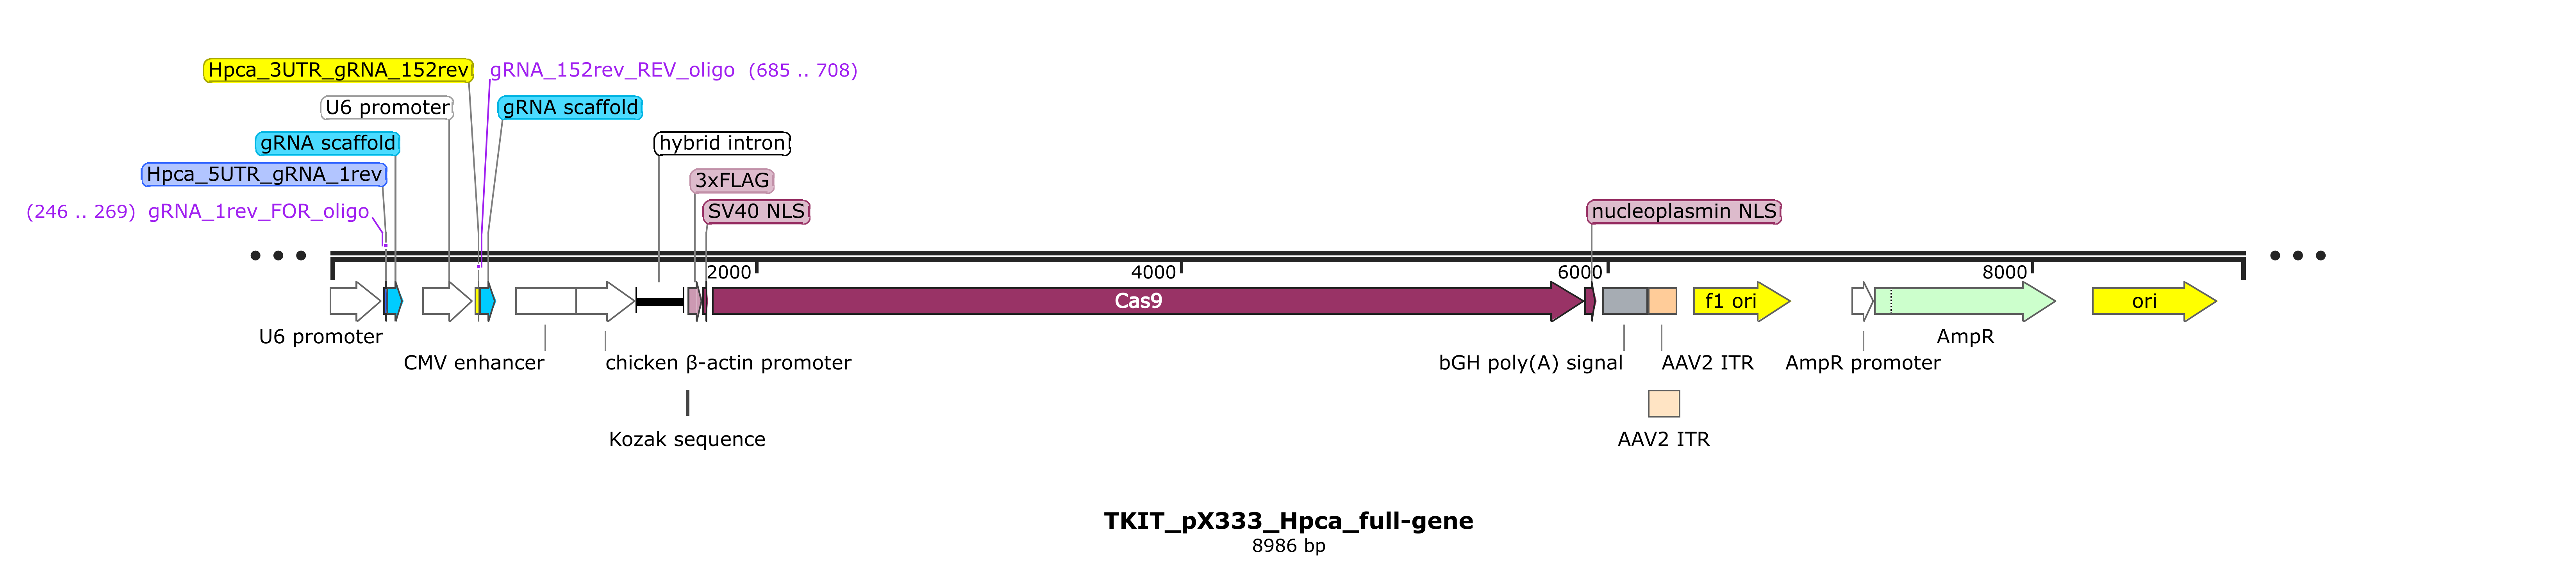 Hpca_3UTR_gRNA_152rev
gRNA_152rev_REV_oligo (685 .. 708)
U6 promoter
gRNA scaffold
gRNA scaffold
hybrid intron
Hpca_5UTR_gRNA_1rev
3xFLAG
(246 .. 269) gRNA_1rev_FOR_oligo
SV40 NLS
nucleoplasmin NLS
2000
4000
6000
8000
Cas9
f1 ori
ori
U6 promoter
AmpR
CMV enhancer
chicken β-actin promoter
bGH poly(A) signal
AAV2 ITR
AmpR promoter
Kozak sequence
AAV2 ITR
TKIT_pX333_Hpca_full-gene
8986 bp